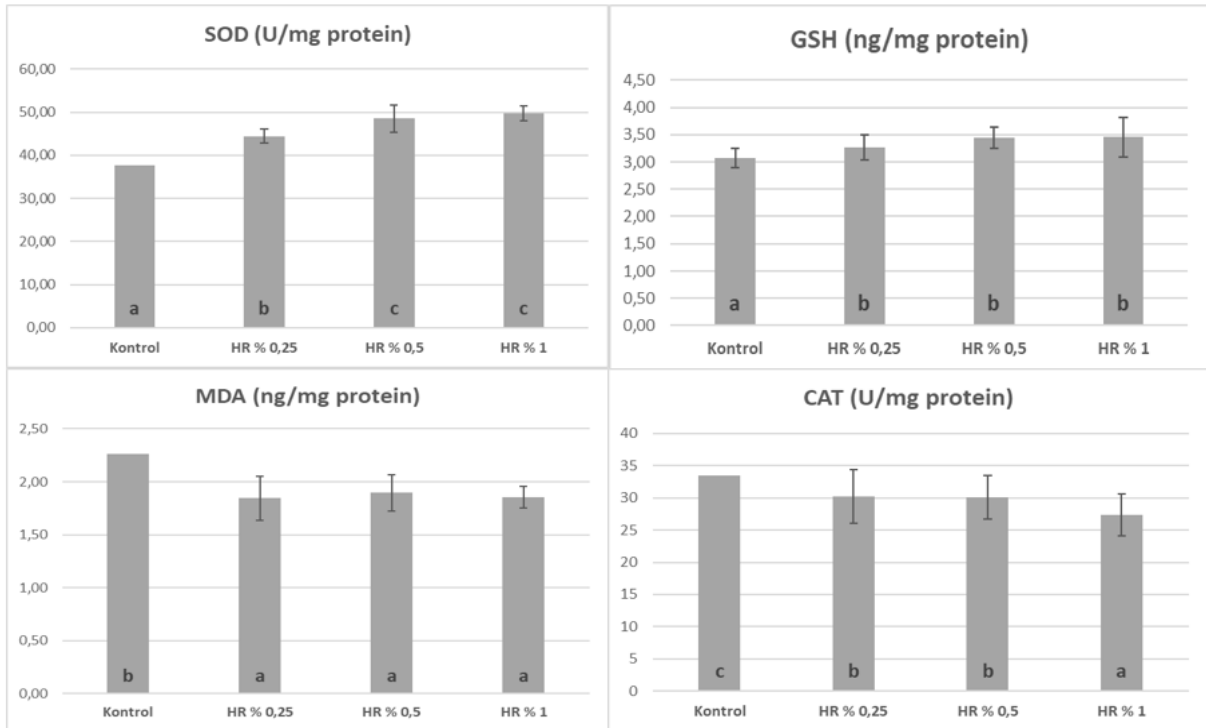 SOD (U/mg protein)
60,00
50,00
40,00
30,00
20,00
10,00
0,00
a b c c
Kontrol HR % 0,25 HR % 0,5 HR % 1
GSH (ng/mg protein)
4,50
4,00
3,50
3,00
2,50
2,00
1,50
1,00
0,50
0,00
a b b b
Kontrol HR % 0,25 HR % 0,5 HR % 1
MDA (ng/mg protein)
2,50
2,00
1,50
1,00
0,50
0,00
b a a a
Kontrol HR % 0,25 HR % 0,5 HR % 1
CAT (U/mg protein)
40
35
30
25
20
15
10
5
0
c b b a
Kontrol HR % 0,25 HR % 0,5 HR % 1